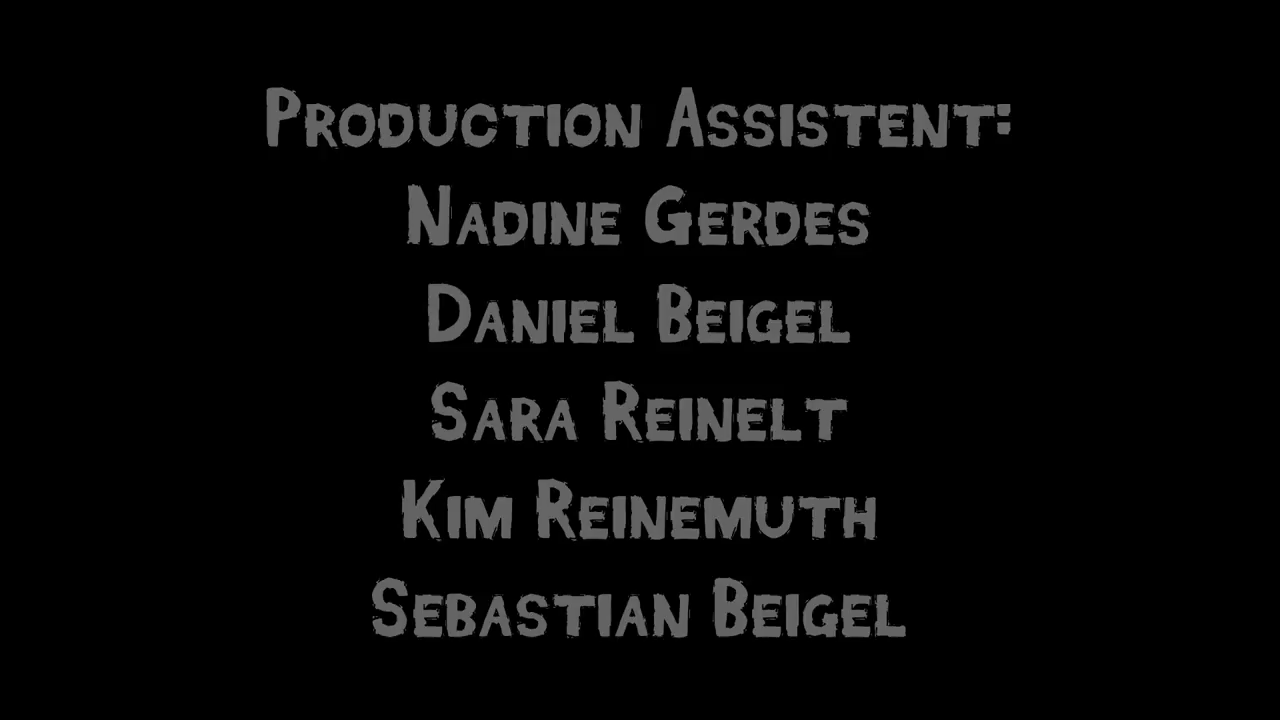 Production Assistent:
Nadine Gerdes
Daniel Beigel
Sara Reinelt
Kim Reinemuth
Sebastian Beigel